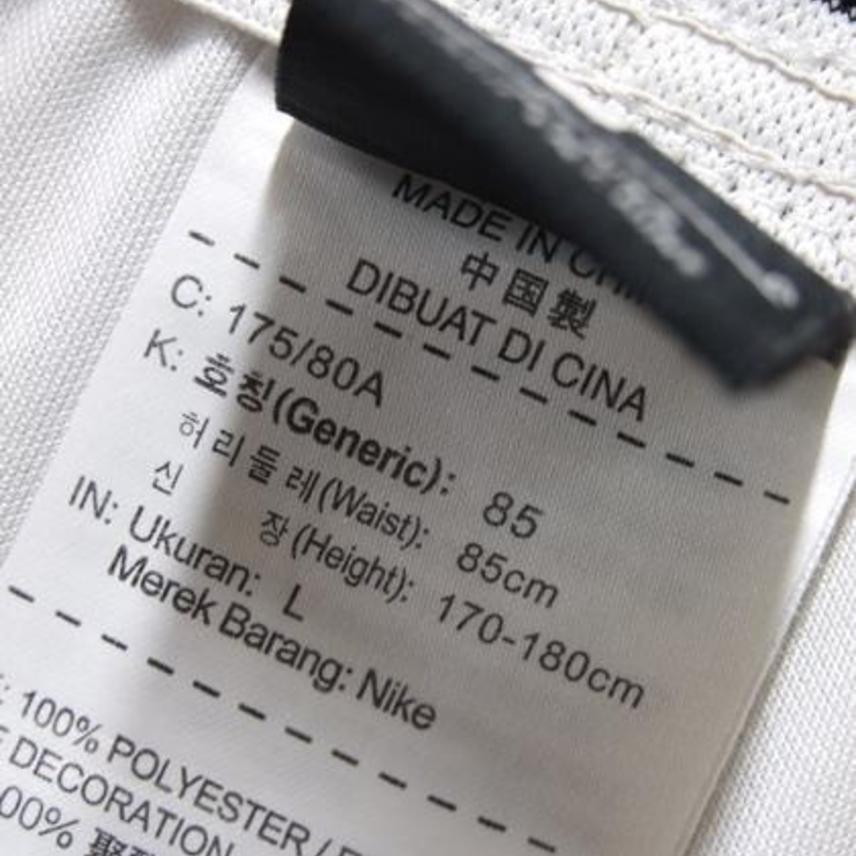 MADE IN CHI
中国製
DIBUAT DI CINA
C: 175/80A
K: 호칭(Generic): 85
허리둘레(Waist): 85cm
신 장(Height): 170-180cm
IN: Ukuran: L
Merek Barang: Nike
: 100% POLYESTER /
DECORATION
00%